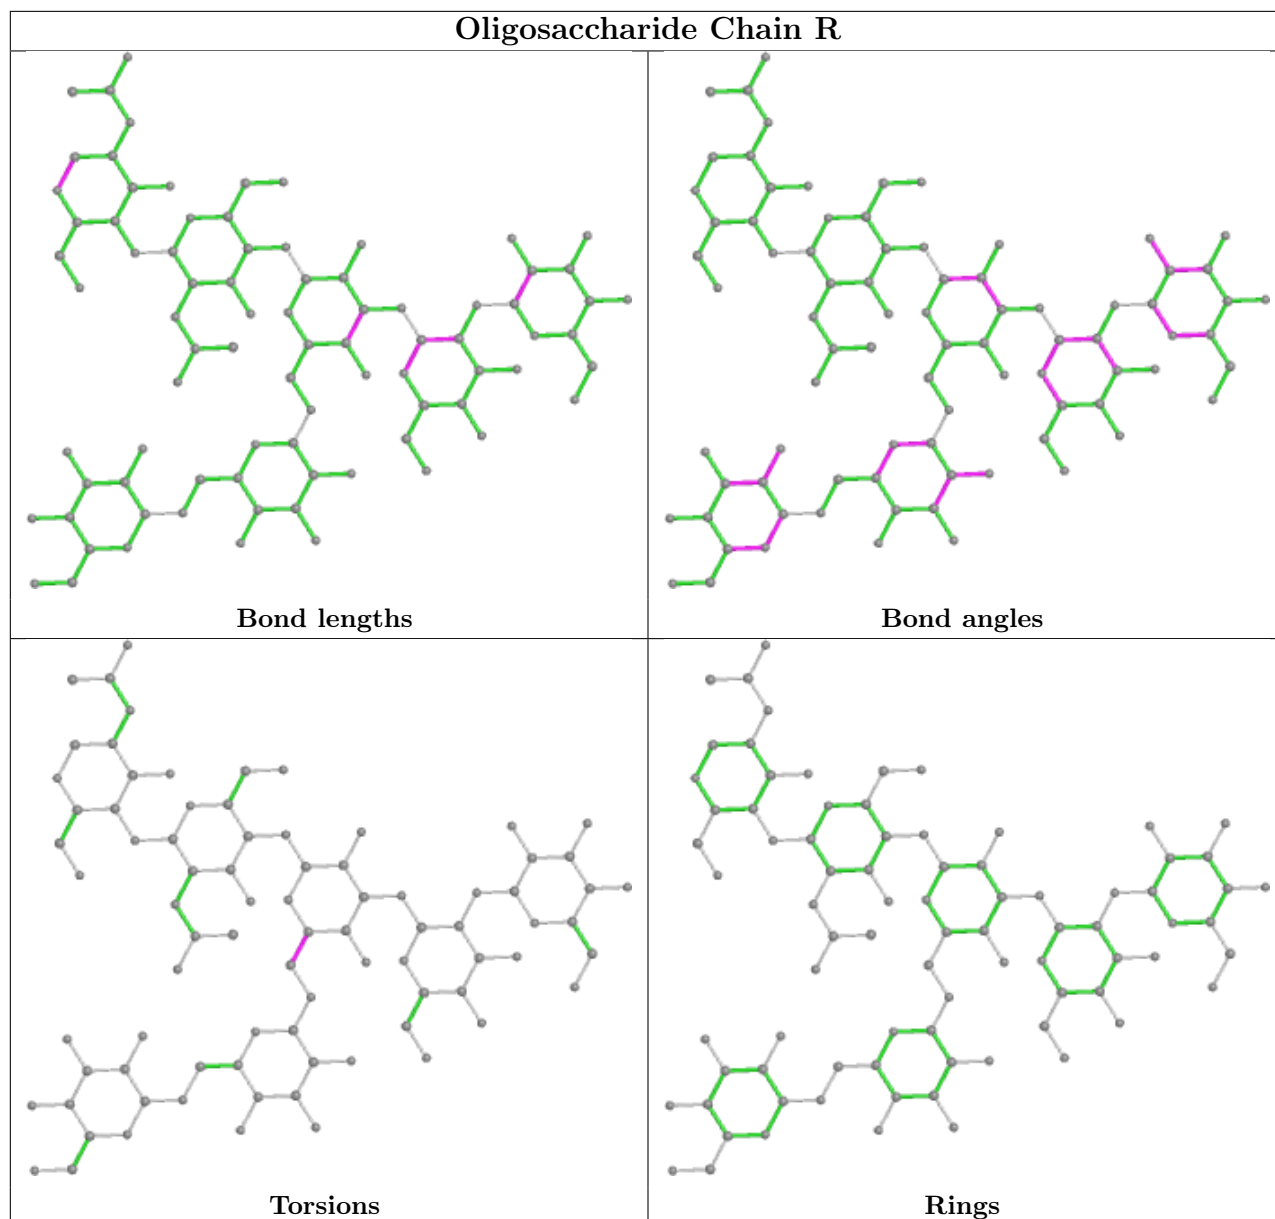 Oligosaccharide Chain R
Bond lengths
Bond angles
Torsions
Rings